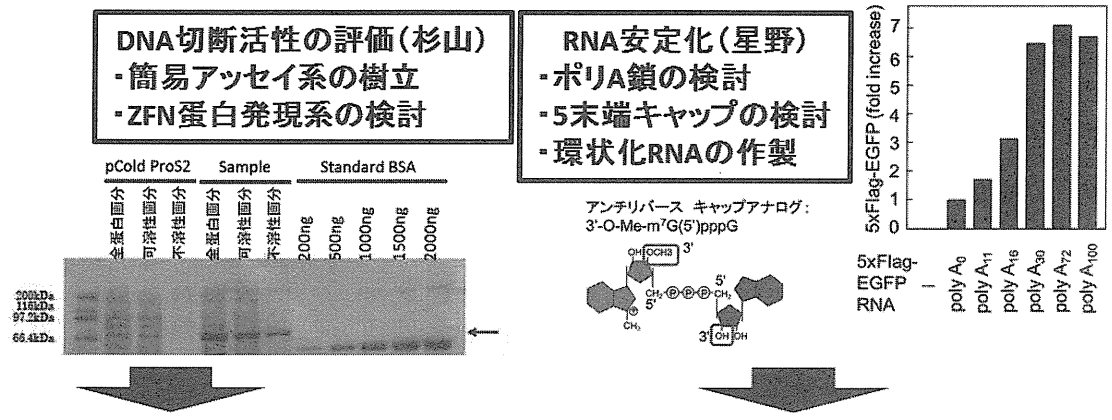 DNA切断活性の評価(杉山)
・簡易アッセイ系の樹立
・ZFN蛋白発現系の検討
RNA安定化(星野)
・ポリA鎖の検討
・5末端キャップの検討
・環状化RNAの作製
pCold ProS2 Sample Standard BSA
全蛋白画分 可溶性画分 不溶性画分 全蛋白画分 可溶性画分 不溶性画分 200ng 500ng 1000ng 1500ng 2000ng
200kDa
116kDa
97.2kDa
66.4kDa
アンチリバース キャップアナログ:
3'-O-Me-m⁷G(5')pppG
OH OCH3 3'
CH₂ P P P CH₂
5' 5'
CH₃
3' OH OH
5xFlag-EGFP (fold increase)
7
6
5
4
3
2
1
0
5xFlag-
EGFP
RNA
– poly A₀ poly A₁₁ poly A₁₆ poly A₃₀ poly A₇₂ poly A₁₀₀